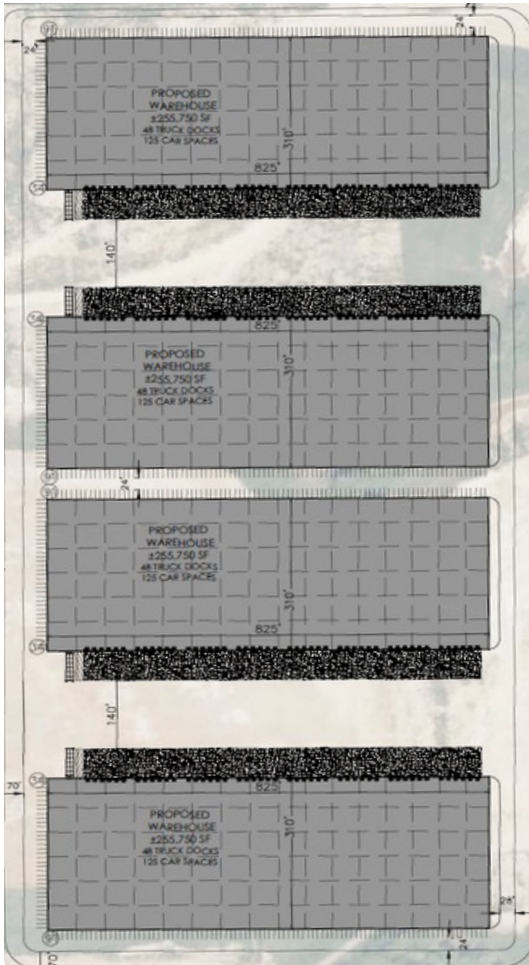 24'
24'
PROPOSED
WAREHOUSE
±255,750 SF
48 TRUCK DOCKS
125 CAR SPACES
310'
825'
140'
825'
PROPOSED
WAREHOUSE
±255,750 SF
48 TRUCK DOCKS
125 CAR SPACES
310'
24'
PROPOSED
WAREHOUSE
±255,750 SF
48 TRUCK DOCKS
125 CAR SPACES
310'
825'
140'
825'
70'
PROPOSED
WAREHOUSE
±255,750 SF
48 TRUCK DOCKS
125 CAR SPACES
310'
24'
70'